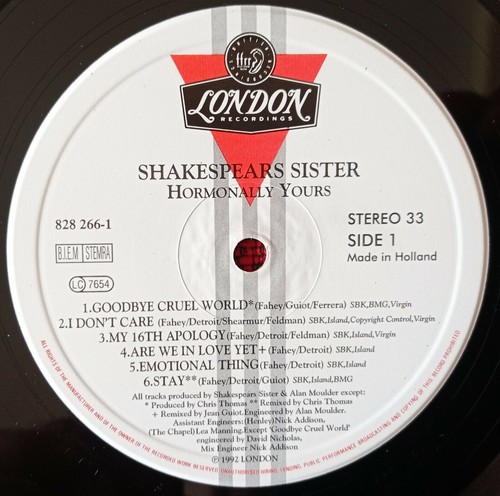 BRITISH
HrrS
RECORDINGS
LONDON
RECORDINGS
SHAKESPEARS SISTER
HORMONALLY YOURS
828 266-1
STEREO 33
B.I.E.M STEMRA
SIDE 1
LC 7654
Made in Holland
1.GOODBYE CRUEL WORLD*(Fahey/Guiot/Ferrera) SBK,BMG,Virgin
2.I DON'T CARE (Fahey/Detroit/Shearmur/Feldman) SBK,Island,Copyright Control,Virgin
3.MY 16TH APOLOGY(Fahey/Detroit/Feldman) SBK,Island,Virgin
4.ARE WE IN LOVE YET+(Fahey/Detroit) SBK,Island
5.EMOTIONAL THING(Fahey/Detroit) SBK,Island
6.STAY**(Fahey/Detroit/Guiot) SBK,Island,BMG
All tracks produced by Shakespears Sister & Alan Moulder except:
* Produced by Chris Thomas ** Remixed by Chris Thomas
+ Remixed by Jean Guiot.Engineered by Alan Moulder.
Assistant Engineers:(Henley)Nick Addison,
(The Chapel)Lea Manning.Except 'Goodbye Cruel World'
engineered by David Nicholas,
Mix Engineer Nick Addison
℗ 1992 LONDON
ALL RIGHTS OF THE MANUFACTURER AND OF THE OWNER OF THE RECORDED WORK RESERVED UNAUTHORISED HIRING, LENDING, PUBLIC PERFORMANCE BROADCASTING AND COPYING OF THIS RECORD PROHIBITED